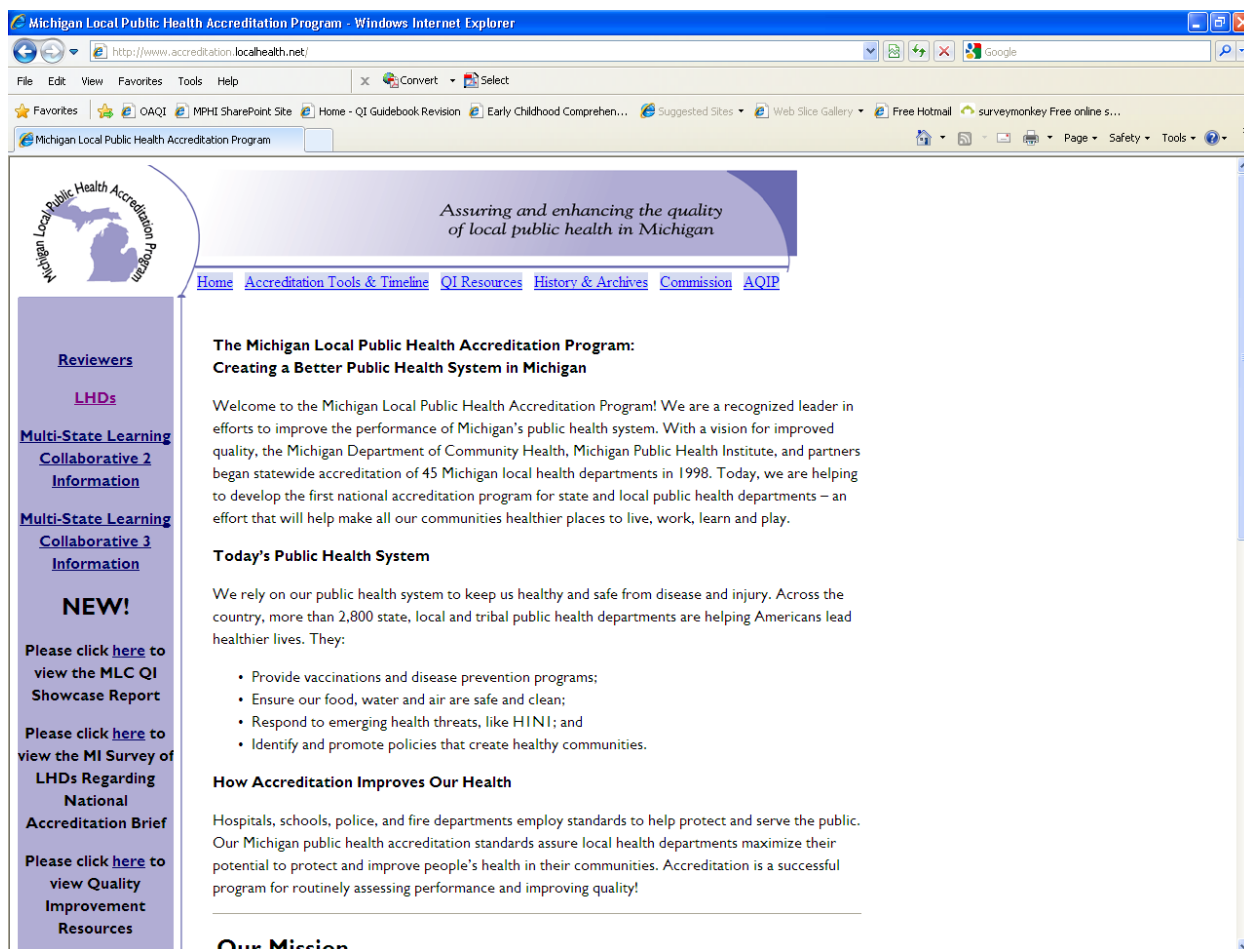 Michigan Local Public Health Accreditation Program - Windows Internet Explorer
http://www.accreditation.localhealth.net/
Google
File Edit View Favorites Tools Help
x Convert Select
Favorites OAQI MPHI SharePoint Site Home - QI Guidebook Revision Early Childhood Comprehen... Suggested Sites Web Slice Gallery Free Hotmail surveymonkey Free online s...
Michigan Local Public Health Accreditation Program
Page Safety Tools
Michigan Local Public Health Accreditation Program
Assuring and enhancing the quality
of local public health in Michigan
Home Accreditation Tools & Timeline QI Resources History & Archives Commission AQIP
Reviewers
LHDs
Multi-State Learning
Collaborative 2
Information
Multi-State Learning
Collaborative 3
Information
NEW!
Please click here to
view the MLC QI
Showcase Report
Please click here to
view the MI Survey of
LHDs Regarding
National
Accreditation Brief
Please click here to
view Quality
Improvement
Resources
The Michigan Local Public Health Accreditation Program:
Creating a Better Public Health System in Michigan
Welcome to the Michigan Local Public Health Accreditation Program! We are a recognized leader in
efforts to improve the performance of Michigan's public health system. With a vision for improved
quality, the Michigan Department of Community Health, Michigan Public Health Institute, and partners
began statewide accreditation of 45 Michigan local health departments in 1998. Today, we are helping
to develop the first national accreditation program for state and local public health departments – an
effort that will help make all our communities healthier places to live, work, learn and play.
Today's Public Health System
We rely on our public health system to keep us healthy and safe from disease and injury. Across the
country, more than 2,800 state, local and tribal public health departments are helping Americans lead
healthier lives. They:
• Provide vaccinations and disease prevention programs;
• Ensure our food, water and air are safe and clean;
• Respond to emerging health threats, like H1N1; and
• Identify and promote policies that create healthy communities.
How Accreditation Improves Our Health
Hospitals, schools, police, and fire departments employ standards to help protect and serve the public.
Our Michigan public health accreditation standards assure local health departments maximize their
potential to protect and improve people's health in their communities. Accreditation is a successful
program for routinely assessing performance and improving quality!
Our Mission